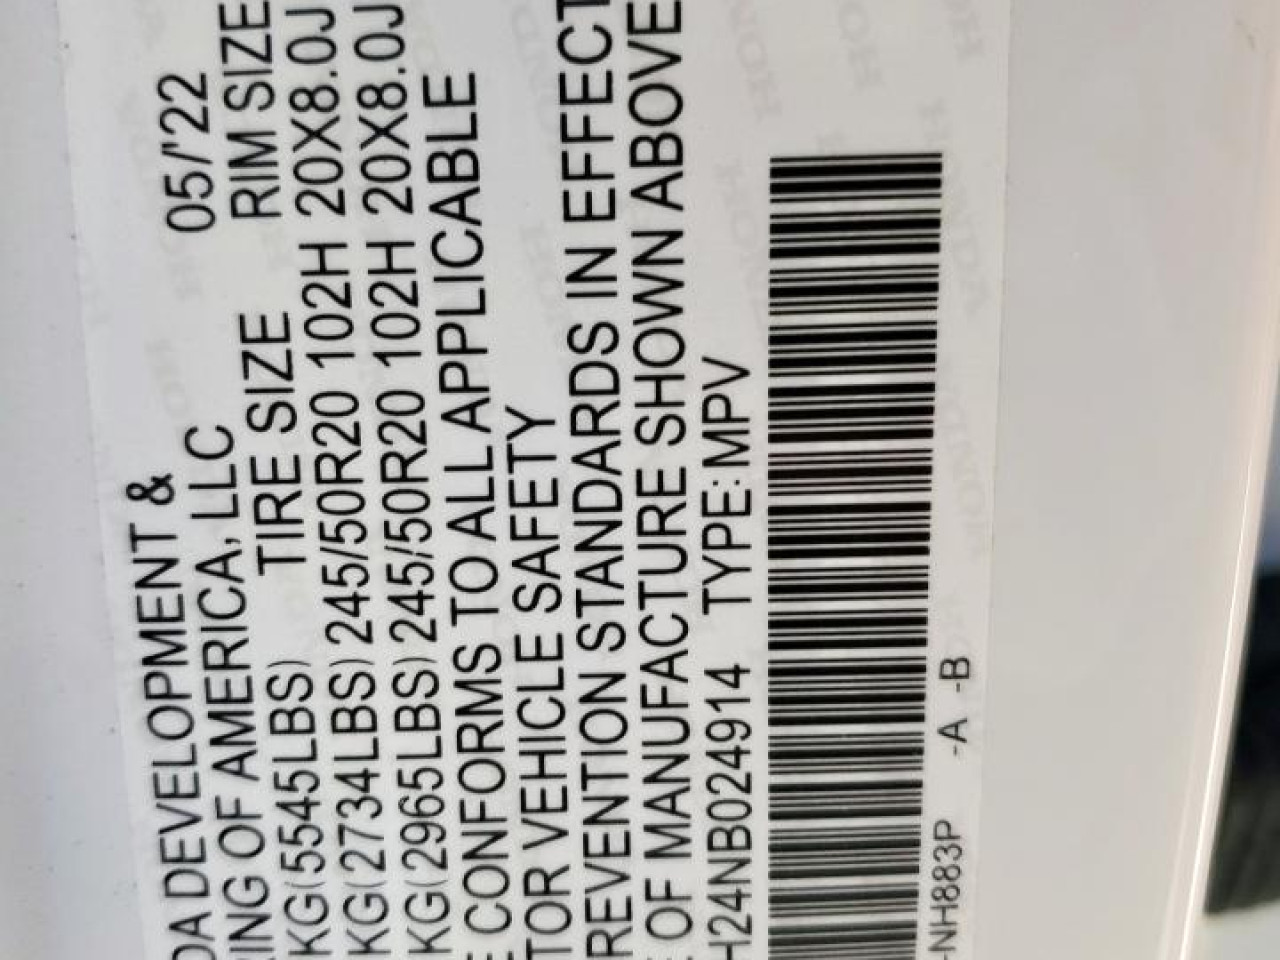 DA DEVELOPMENT &
RING OF AMERICA, LLC 05/'22
KG(5545LBS) TIRE SIZE RIM SIZE
KG(2734LBS) 245/50R20 102H 20X8.0J
KG(2965LBS) 245/50R20 102H 20X8.0J
E CONFORMS TO ALL APPLICABLE
TOR VEHICLE SAFETY
REVENTION STANDARDS IN EFFECT
E OF MANUFACTURE SHOWN ABOVE
H24NB024914 TYPE:MPV
-NH883P -A -B